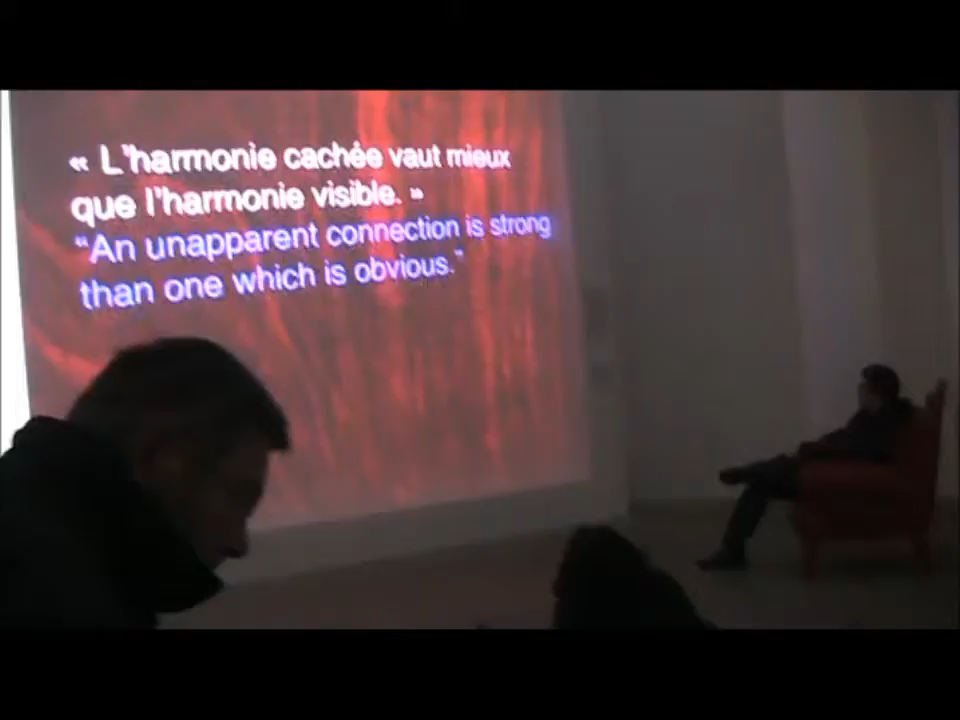 « L'harmonie cachée vaut mieux
que l'harmonie visible. »
“An unapparent connection is strong
than one which is obvious.”